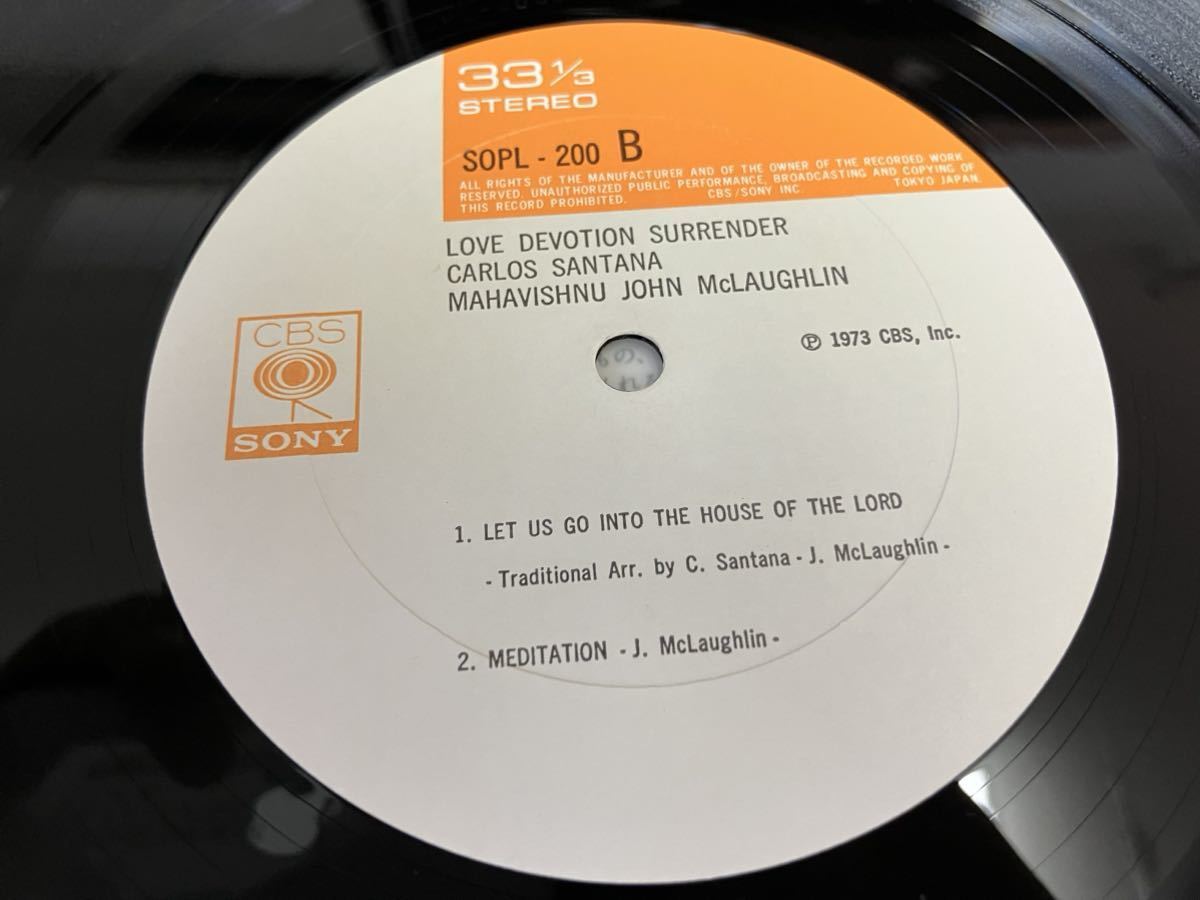 33 1/3
STEREO
SOPL - 200 B
ALL RIGHTS OF THE MANUFACTURER AND OF THE OWNER OF THE RECORDED WORK
RESERVED. UNAUTHORIZED PUBLIC PERFORMANCE, BROADCASTING AND COPYING OF
THIS RECORD PROHIBITED. CBS/SONY INC. TOKYO JAPAN.
LOVE DEVOTION SURRENDER
CARLOS SANTANA
MAHAVISHNU JOHN McLAUGHLIN
℗ 1973 CBS, Inc.
CBS
SONY
1. LET US GO INTO THE HOUSE OF THE LORD
- Traditional Arr. by C. Santana - J. McLaughlin -
2. MEDITATION - J. McLaughlin -